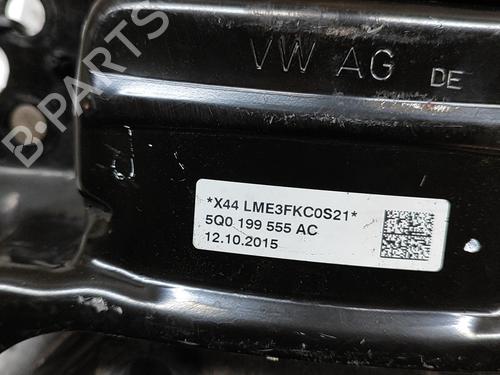 B-PARTS
VW AG DE
J
*X44 LME3FKC0S21*
5Q0 199 555 AC
12.10.2015